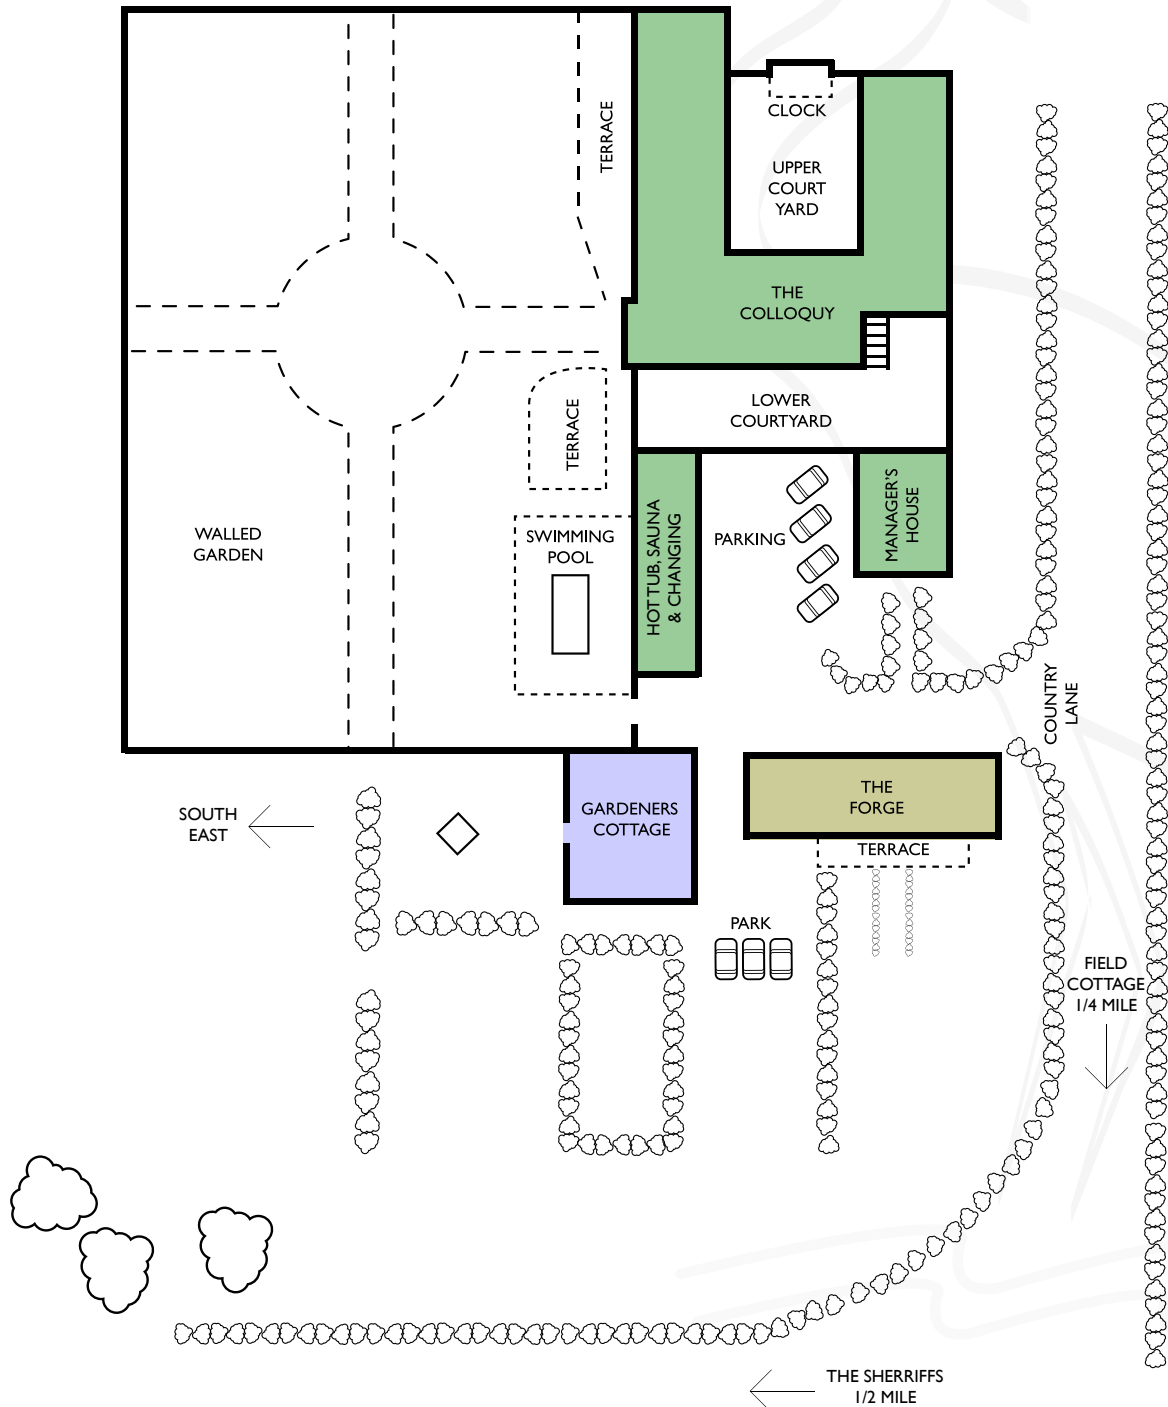 TERRACE
CLOCK
UPPER
COURT
YARD
THE
COLLOQUY
LOWER
COURTYARD
TERRACE
WALLED
GARDEN
SWIMMING
POOL
HOT TUB, SAUNA
& CHANGING
PARKING
MANAGER'S
HOUSE
COUNTRY
LANE
SOUTH
EAST
GARDENERS
COTTAGE
THE
FORGE
TERRACE
PARK
FIELD
COTTAGE
1/4 MILE
THE SHERRIFFS
1/2 MILE